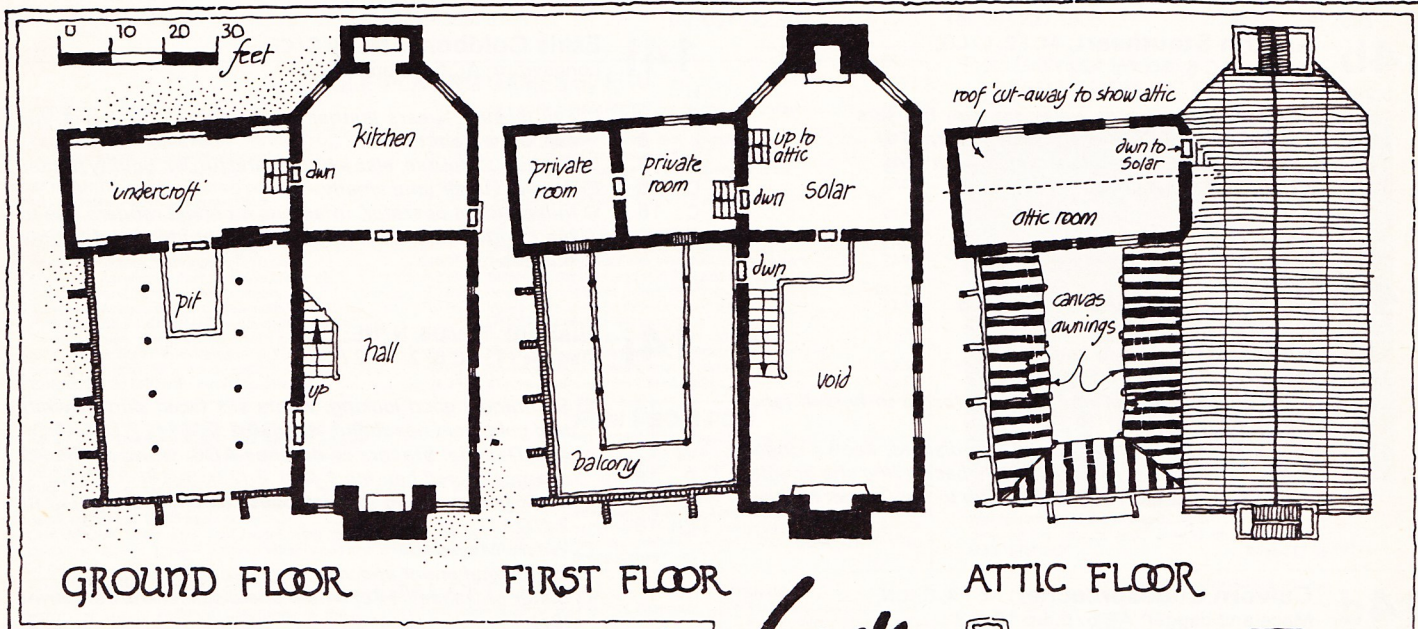 0 10 20 30
feet
kitchen
'undercroft'
dwn
pit
hall
up
GROUND FLOOR
private
room
private
room
up to
attic
dwn
Solar
dwn
void
balcony
FIRST FLOOR
roof 'cut-away' to show attic
dwn to
Solar
attic room
canvas
awnings
ATTIC FLOOR